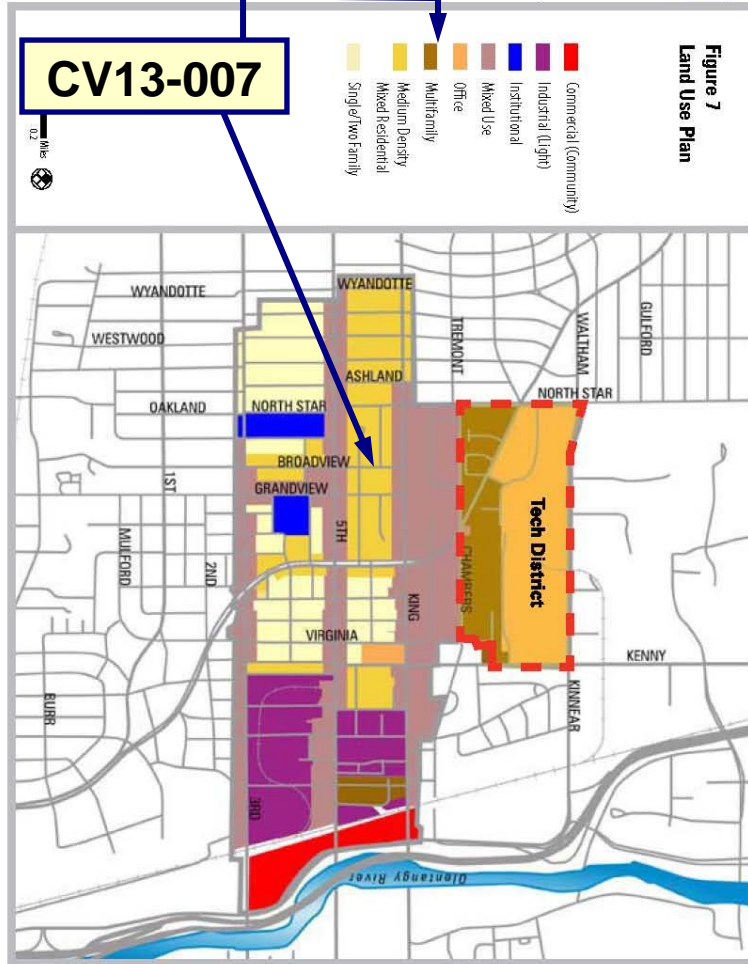 CV13-007
Figure 7
Land Use Plan
Commercial (Community)
Industrial (Light)
Institutional
Mixed Use
Office
Multifamily
Medium Density
Mixed Residential
Single/Two Family
Miles
0.2
WYANDOTTE
WYANDOTTE
WESTWOOD
ASHLAND
OAKLAND
NORTH STAR
BROADVIEW
GRANDVIEW
1ST
MULFORD
2ND
5TH
VIRGINIA
KING
BURR
3RD
TREMONT
WALTHAM
GULFORD
NORTH STAR
Tech District
CHAMBERS
KENNY
KINNEAR
Olentangy River